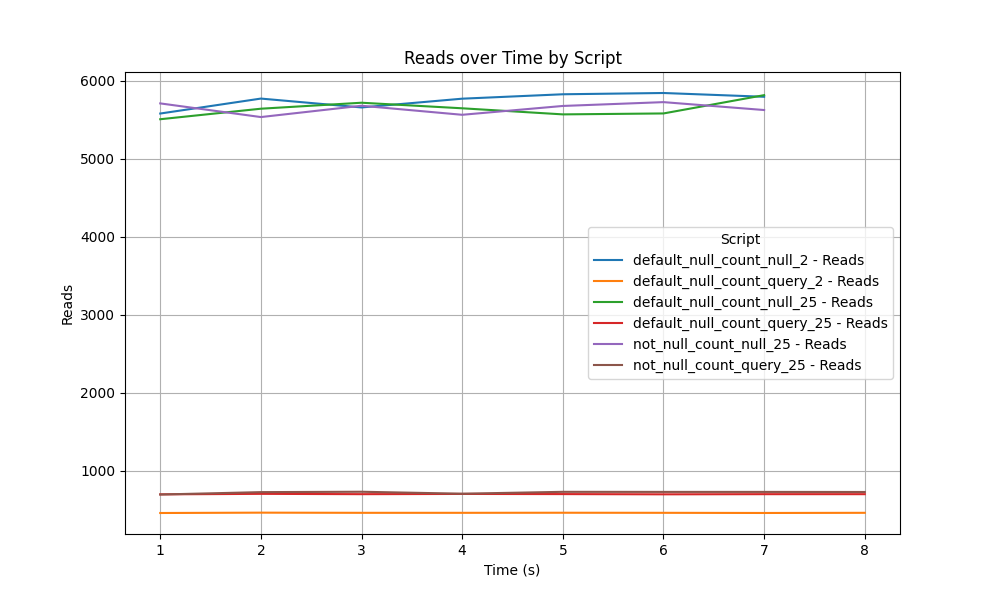 Reads over Time by Script
6000
5000
4000
3000
2000
1000
Reads
Script
default_null_count_null_2 - Reads
default_null_count_query_2 - Reads
default_null_count_null_25 - Reads
default_null_count_query_25 - Reads
not_null_count_null_25 - Reads
not_null_count_query_25 - Reads
1 2 3 4 5 6 7 8
Time (s)